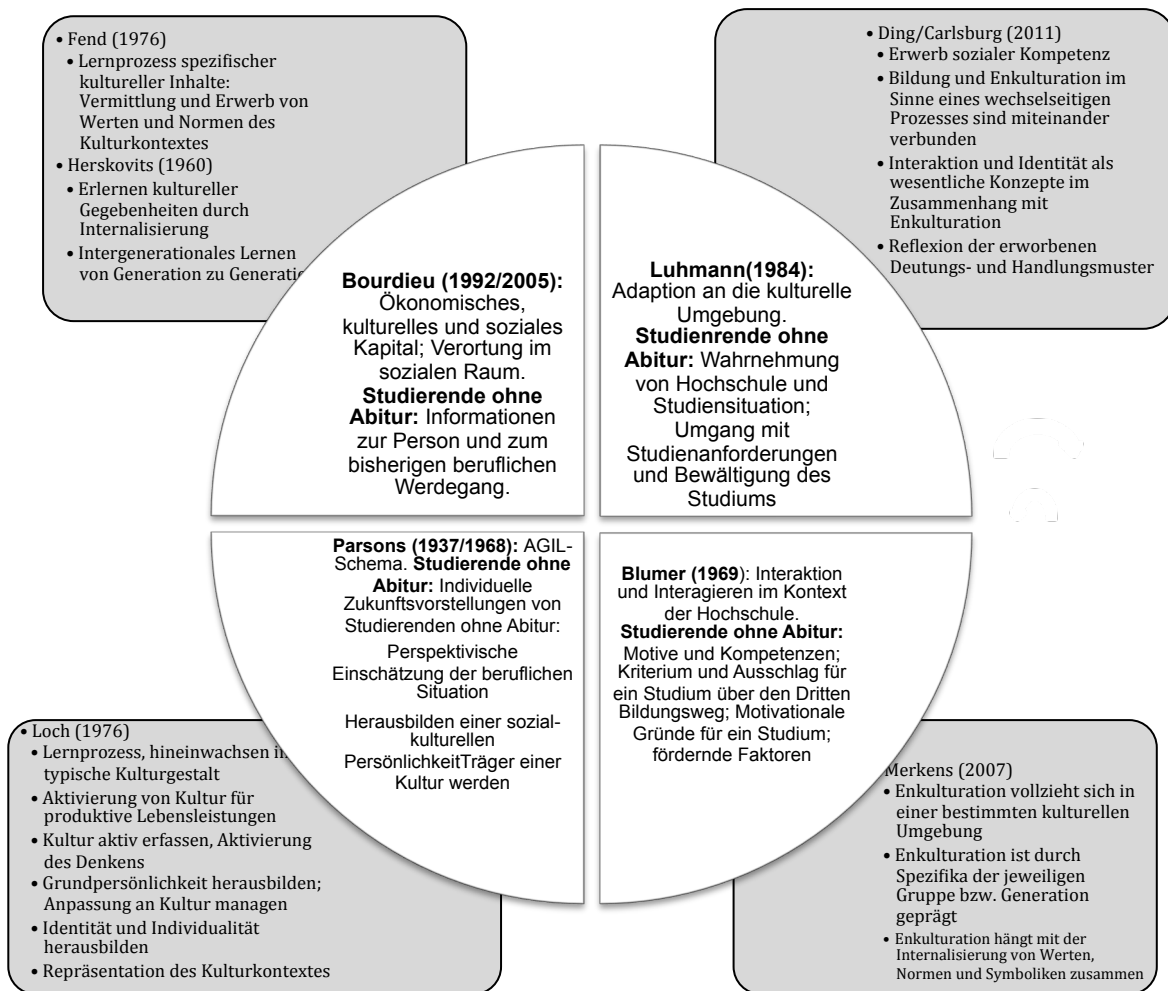 • Fend (1976)
• Lernprozess spezifischer
kultureller Inhalte:
Vermittlung und Erwerb von
Werten und Normen des
Kulturkontextes
• Herskovits (1960)
• Erlernen kultureller
Gegebenheiten durch
Internalisierung
• Intergenerationales Lernen
von Generation zu Generatio
• Ding/Carlsburg (2011)
• Erwerb sozialer Kompetenz
• Bildung und Enkulturation im
Sinne eines wechselseitigen
Prozesses sind miteinander
verbunden
• Interaktion und Identität als
wesentliche Konzepte im
Zusammenhang mit
Enkulturation
• Reflexion der erworbenen
Deutungs- und Handlungsmuster
Bourdieu (1992/2005):
Ökonomisches,
kulturelles und soziales
Kapital; Verortung im
sozialen Raum.
Studierende ohne
Abitur: Informationen
zur Person und zum
bisherigen beruflichen
Werdegang.
Luhmann(1984):
Adaption an die kulturelle
Umgebung.
Studienrende ohne
Abitur: Wahrnehmung
von Hochschule und
Studiensituation;
Umgang mit
Studienanforderungen
und Bewältigung des
Studiums
Parsons (1937/1968): AGIL-
Schema. Studierende ohne
Abitur: Individuelle
Zukunftsvorstellungen von
Studierenden ohne Abitur:
Perspektivische
Einschätzung der beruflichen
Situation
Herausbilden einer sozial-
kulturellen
PersönlichkeitTräger einer
Kultur werden
Blumer (1969): Interaktion
und Interagieren im Kontext
der Hochschule.
Studierende ohne Abitur:
Motive und Kompetenzen;
Kriterium und Ausschlag für
ein Studium über den Dritten
Bildungsweg; Motivationale
Gründe für ein Studium;
fördernde Faktoren
• Loch (1976)
• Lernprozess, hineinwachsen in
typische Kulturgestalt
• Aktivierung von Kultur für
produktive Lebensleistungen
• Kultur aktiv erfassen, Aktivierung
des Denkens
• Grundpersönlichkeit herausbilden;
Anpassung an Kultur managen
• Identität und Individualität
herausbilden
• Repräsentation des Kulturkontextes
Merkens (2007)
• Enkulturation vollzieht sich in
einer bestimmten kulturellen
Umgebung
• Enkulturation ist durch
Spezifika der jeweiligen
Gruppe bzw. Generation
geprägt
• Enkulturation hängt mit der
Internalisierung von Werten,
Normen und Symboliken zusammen